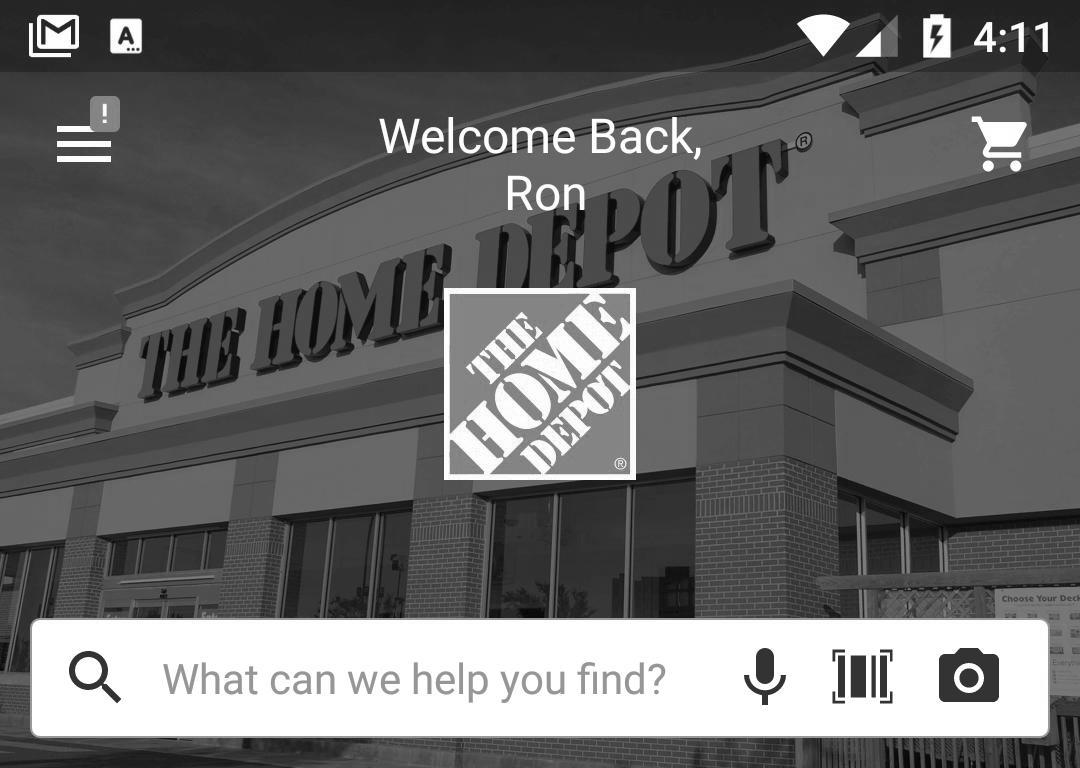 A
4:11
!
Welcome Back,
Ron
THE HOME DEPOT®
THE
HOME
DEPOT
®
Choose Your Deck
What can we help you find?